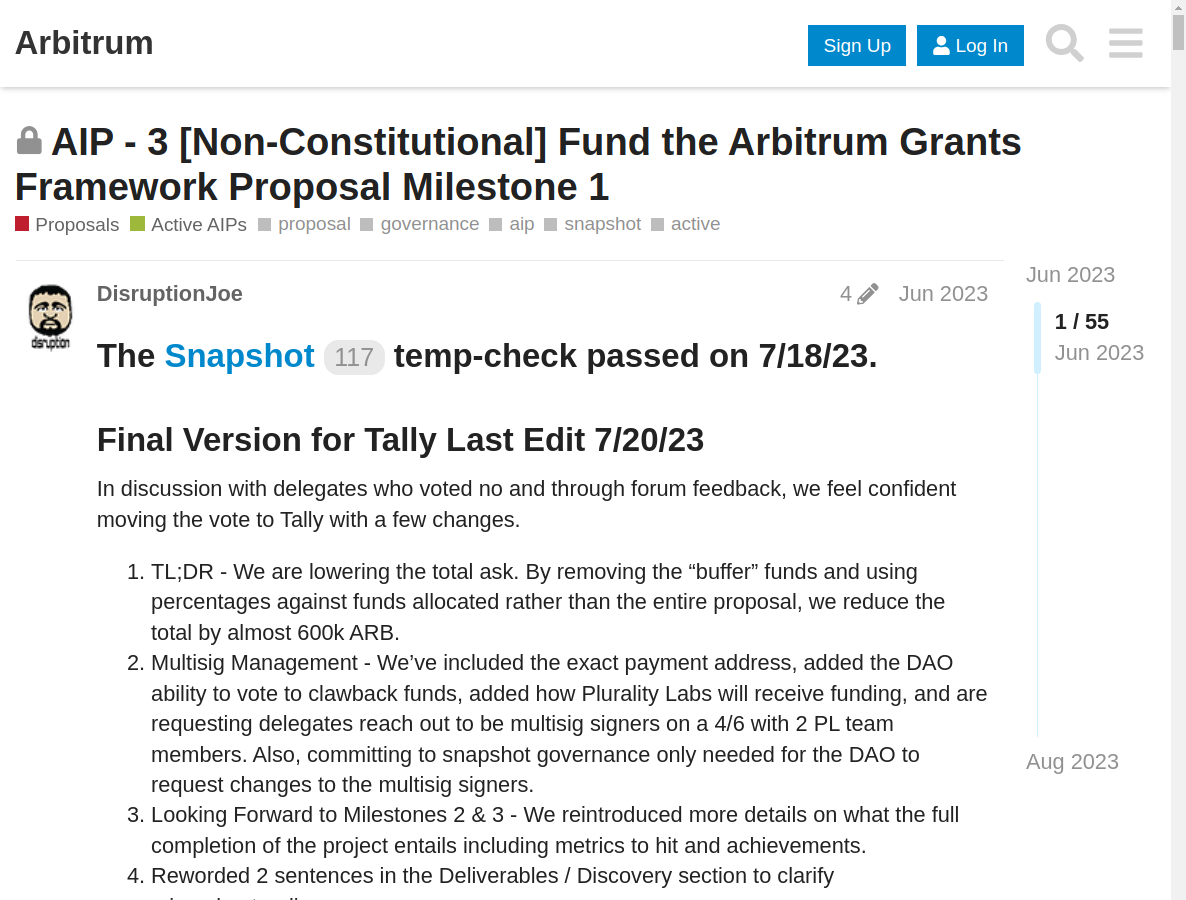 Arbitrum
Sign Up
Log In
AIP - 3 [Non-Constitutional] Fund the Arbitrum Grants
Framework Proposal Milestone 1
Proposals Active AIPs proposal governance aip snapshot active
DisruptionJoe
4
Jun 2023
disruption
The Snapshot 117 temp-check passed on 7/18/23.
Final Version for Tally Last Edit 7/20/23
In discussion with delegates who voted no and through forum feedback, we feel confident
moving the vote to Tally with a few changes.
1. TL;DR - We are lowering the total ask. By removing the “buffer” funds and using
percentages against funds allocated rather than the entire proposal, we reduce the
total by almost 600k ARB.
2. Multisig Management - We’ve included the exact payment address, added the DAO
ability to vote to clawback funds, added how Plurality Labs will receive funding, and are
requesting delegates reach out to be multisig signers on a 4/6 with 2 PL team
members. Also, committing to snapshot governance only needed for the DAO to
request changes to the multisig signers.
3. Looking Forward to Milestones 2 & 3 - We reintroduced more details on what the full
completion of the project entails including metrics to hit and achievements.
4. Reworded 2 sentences in the Deliverables / Discovery section to clarify
Jun 2023
1 / 55
Jun 2023
Aug 2023